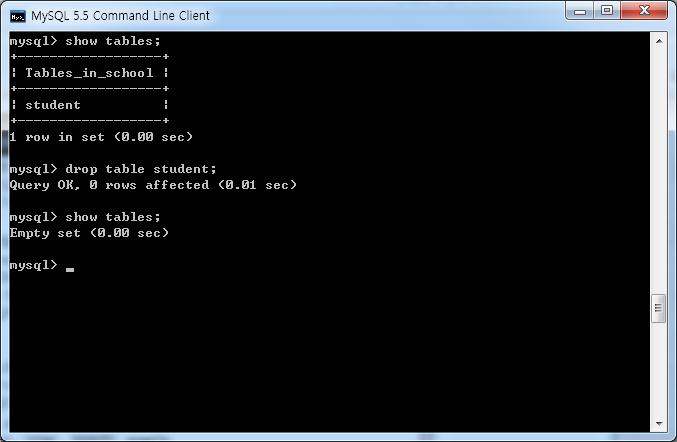 MySQL 5.5 Command Line Client
mysql> show tables;
+------------------+
| Tables_in_school |
+------------------+
| student          |
+------------------+
1 row in set (0.00 sec)
mysql> drop table student;
Query OK, 0 rows affected (0.01 sec)
mysql> show tables;
Empty set (0.00 sec)
mysql> _